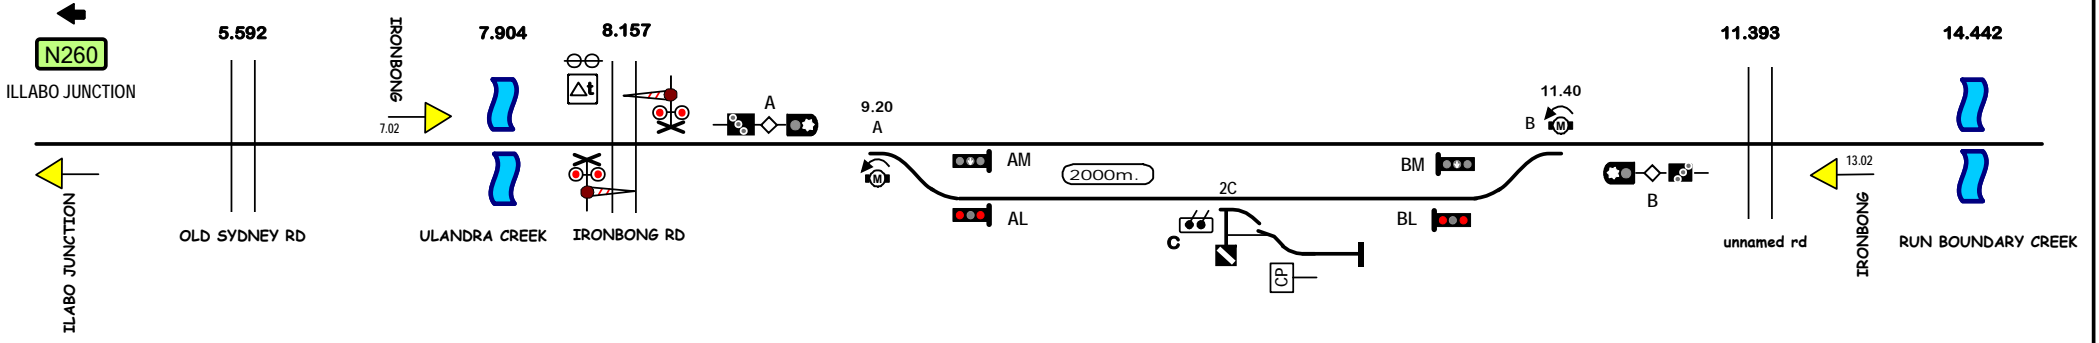 N260
ILLABO JUNCTION
ILABO JUNCTION
5.592
OLD SYDNEY RD
IRONBONG
7.02
7.904
ULANDRA CREEK
8.157
Δt
IRONBONG RD
A
9.20
A
M
AM
AL
2000m.
2C
C
CP
BM
BL
11.40
B
M
B
11.393
unnamed rd
13.02
IRONBONG
14.442
RUN BOUNDARY CREEK